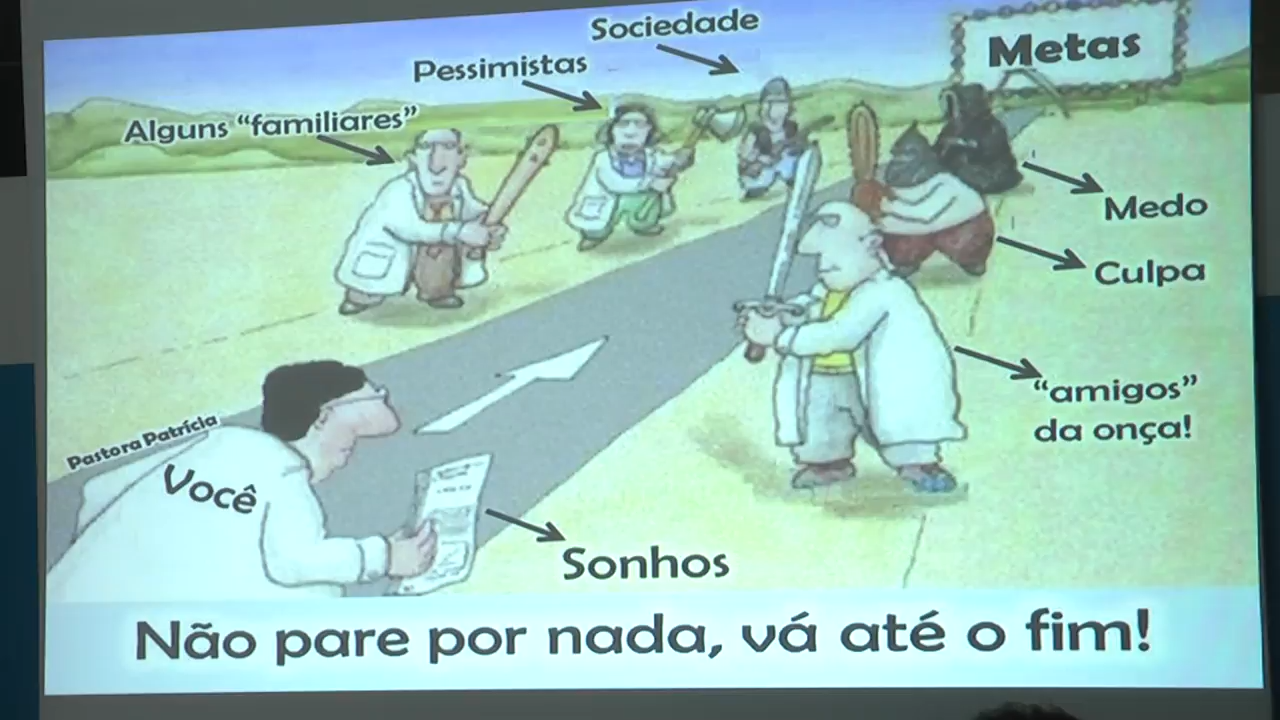 Sociedade
Metas
Pessimistas
Alguns “familiares”
Medo
Culpa
“amigos”
da onça!
Pastora Patrícia
Você
Sonhos
Não pare por nada, vá até o fim!